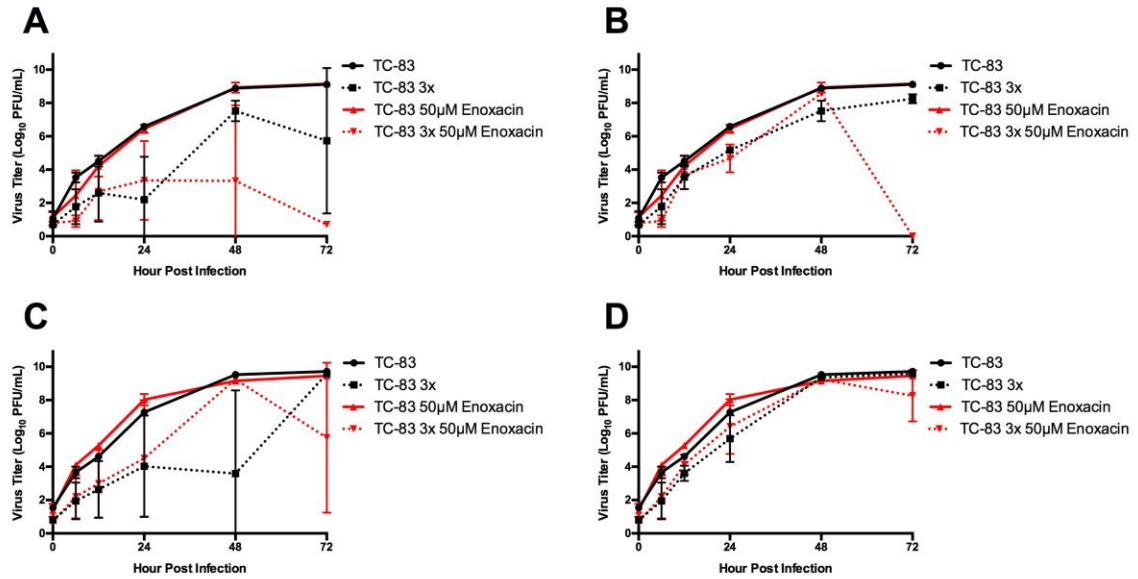 A
Virus Titer (Log10 PFU/mL)
10
8
6
4
2
0
0
24
48
72
Hour Post Infection
TC-83
TC-83 3x
TC-83 50μM Enoxacin
TC-83 3x 50μM Enoxacin
B
Virus Titer (Log10 PFU/mL)
10
8
6
4
2
0
0
24
48
72
Hour Post Infection
TC-83
TC-83 3x
TC-83 50μM Enoxacin
TC-83 3x 50μM Enoxacin
C
Virus Titer (Log10 PFU/mL)
10
8
6
4
2
0
0
24
48
72
Hour Post Infection
TC-83
TC-83 3x
TC-83 50μM Enoxacin
TC-83 3x 50μM Enoxacin
D
Virus Titer (Log10 PFU/mL)
10
8
6
4
2
0
0
24
48
72
Hour Post Infection
TC-83
TC-83 3x
TC-83 50μM Enoxacin
TC-83 3x 50μM Enoxacin